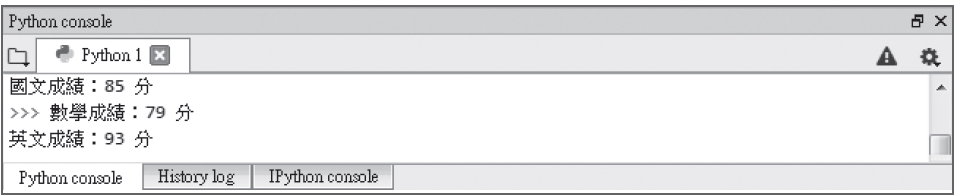 Python console
Python 1
國文成績：85 分
>>> 數學成績：79 分
英文成績：93 分
Python console
History log
IPython console